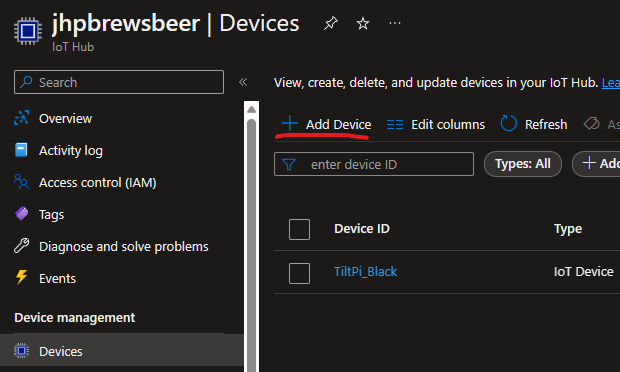 jhpbrewsbeer | Devices
IoT Hub
Search
Overview
Activity log
Access control (IAM)
Tags
Diagnose and solve problems
Events
Device management
Devices
View, create, delete, and update devices in your IoT Hub. Lea
Add Device Edit columns Refresh As
enter device ID Types: All Add
Device ID Type
TiltPi_Black IoT Device